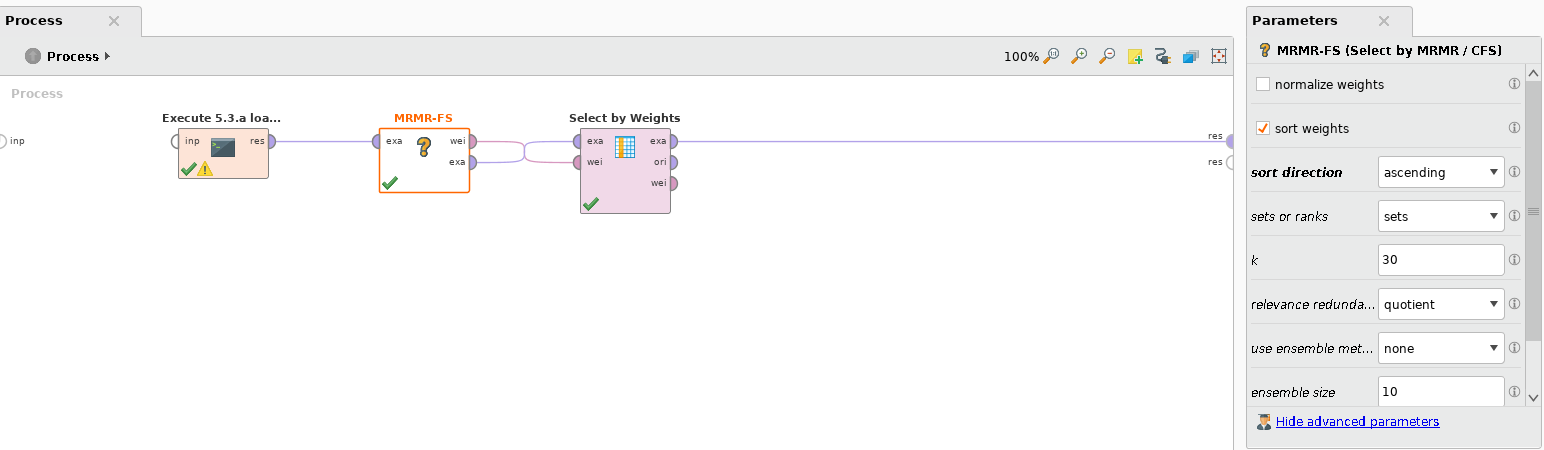 Process
Process
100%
Process
inp
Execute 5.3.a loa...
inp
res
MRMR-FS
exa
wei
exa
Select by Weights
exa
exa
wei
ori
wei
res
res
Parameters
MRMR-FS (Select by MRMR / CFS)
normalize weights
sort weights
sort direction
ascending
sets or ranks
sets
k
30
relevance redunda...
quotient
use ensemble met...
none
ensemble size
10
Hide advanced parameters